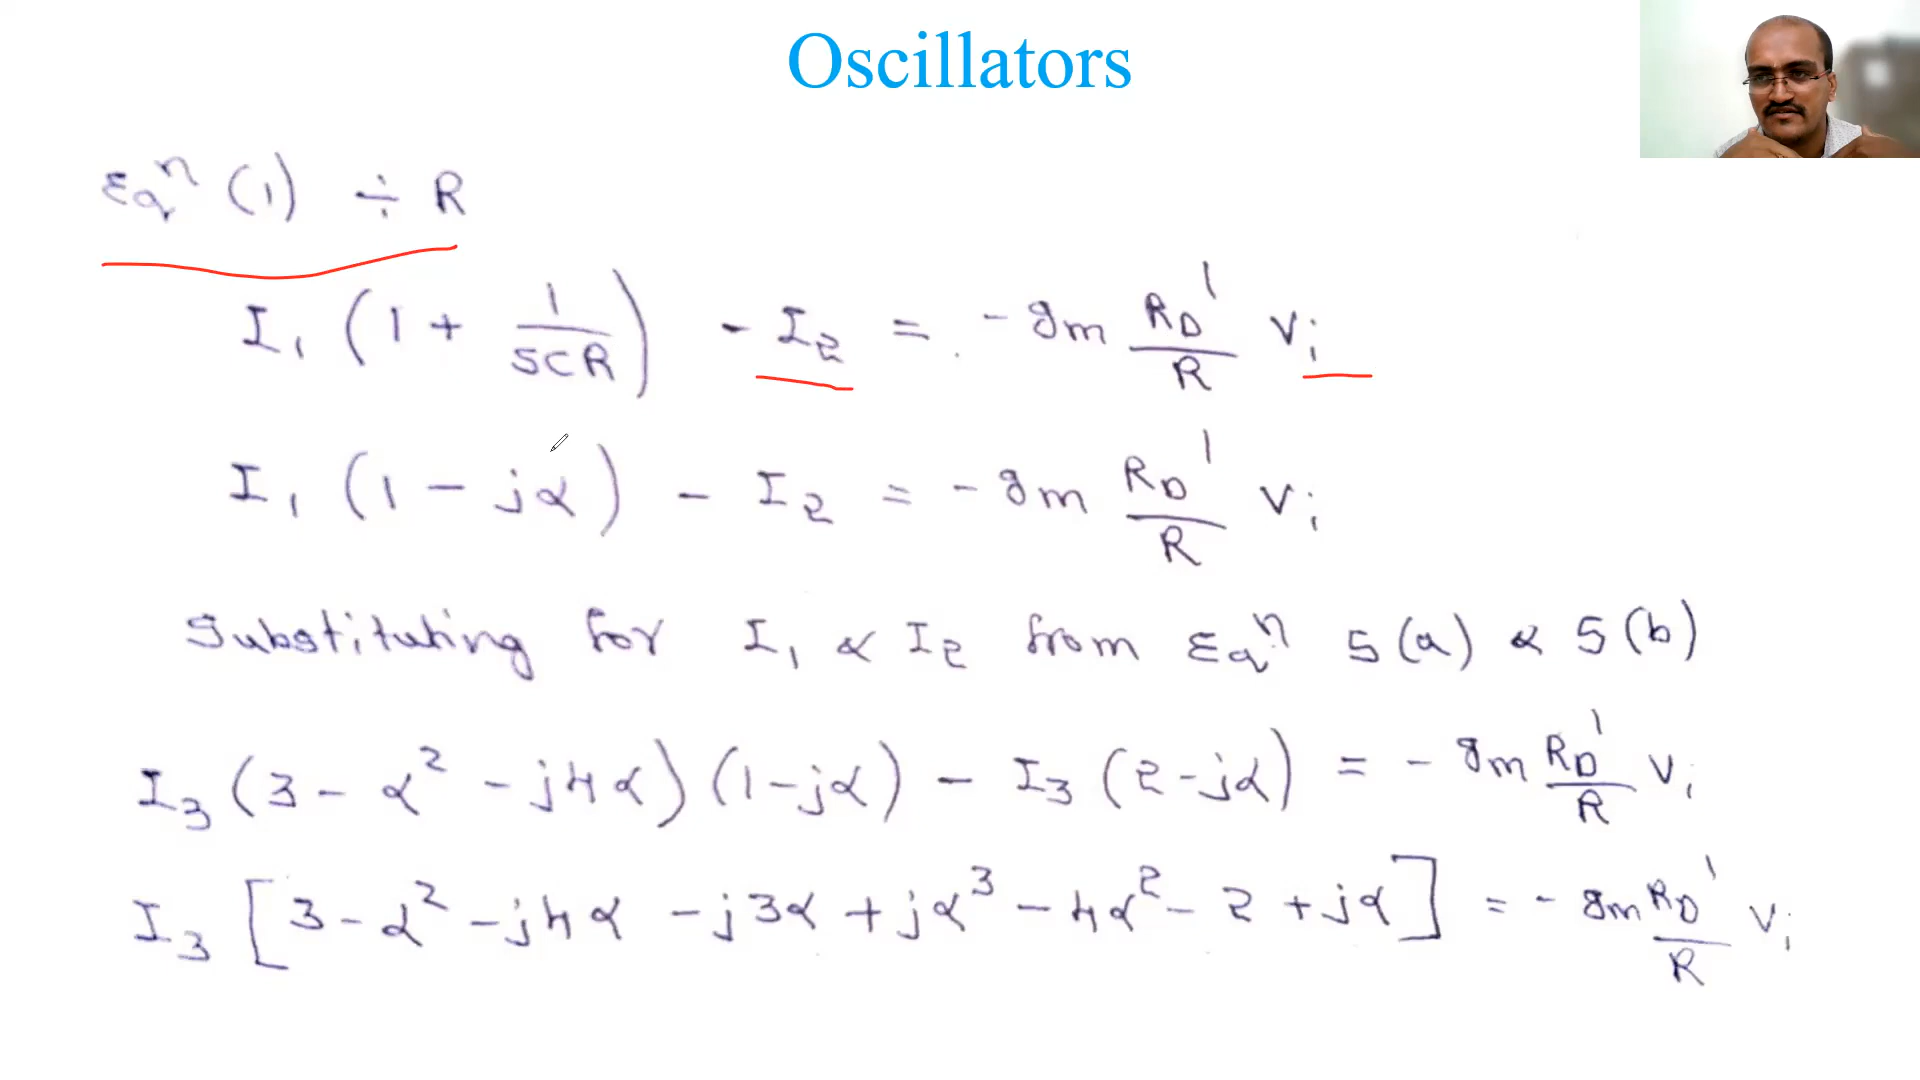 Oscillators
Eqⁿ (1) ÷ R
I₁ (1 + 1/SCR) - I₂ = - gm RD'/R Vi
I₁ (1 - jα) - I₂ = - gm RD'/R Vi
Substituting for I₁ & I₂ from Eqⁿ 5(a) & 5(b)
I₃ (3 - α² - j4α) (1 - jα) - I₃ (2 - jα) = - gm RD'/R Vi
I₃ [3 - α² - j4α - j3α + jα³ - 4α² - 2 + jα] = - gm RD'/R Vi